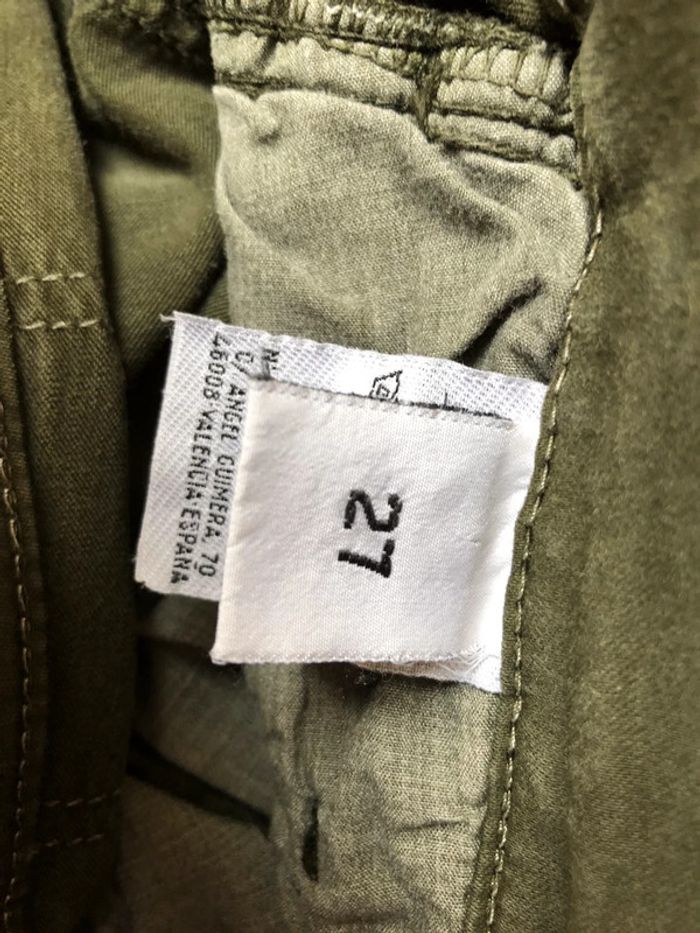 27
C/ ANGEL GUIMERA, 70
46008 VALENCIA-ESPAÑA